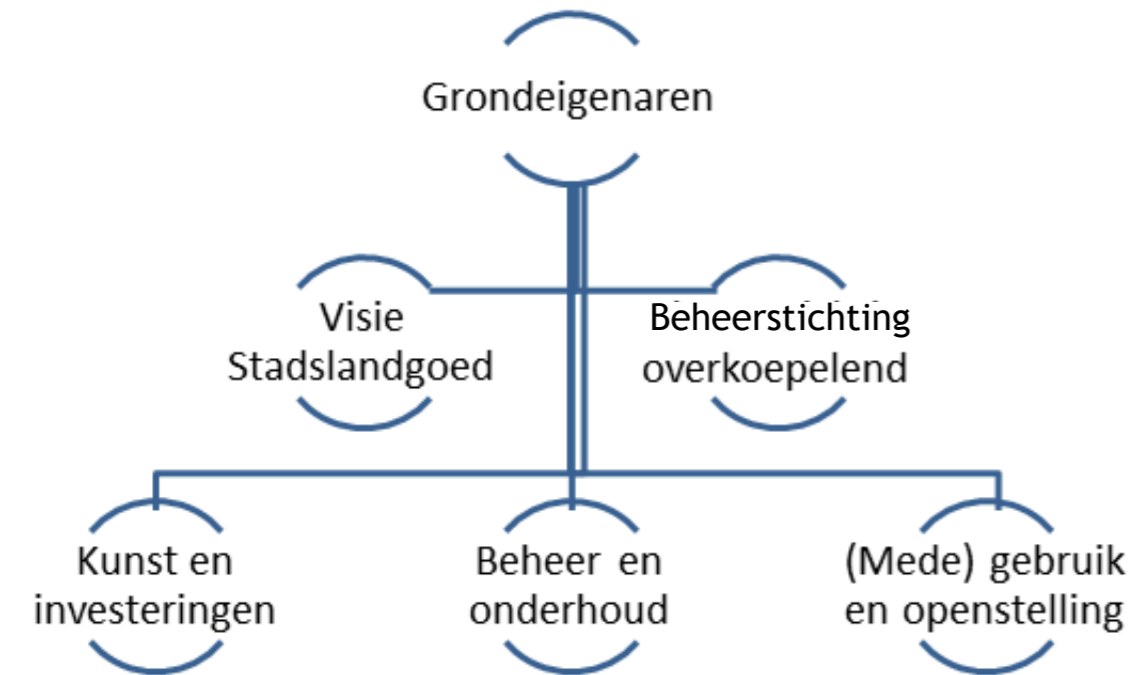 Grondeigenaren
Visie
Stadslandgoed
Beheerstichting
overkoepelend
Kunst en
investeringen
Beheer en
onderhoud
(Mede) gebruik
en openstelling